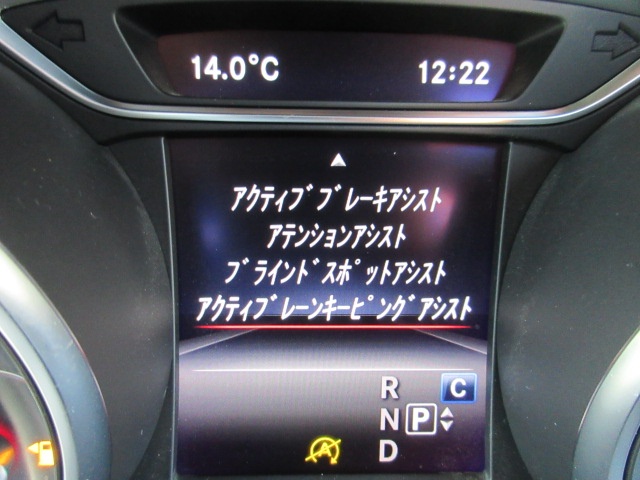 14.0°C 12:22
ｱｸﾃｨﾌﾞﾌﾞﾚｰｷｱｼｽﾄ
ｱﾃﾝｼｮﾝｱｼｽﾄ
ﾌﾞﾗｲﾝﾄﾞｽﾎﾟｯﾄｱｼｽﾄ
ｱｸﾃｨﾌﾞﾚｰﾝｷｰﾋﾟﾝｸﾞｱｼｽﾄ
R C
N P
A D